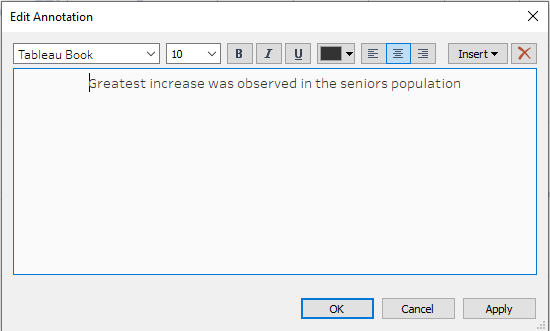 Edit Annotation
Tableau Book 10 B I U Insert
Greatest increase was observed in the seniors population
OK Cancel Apply